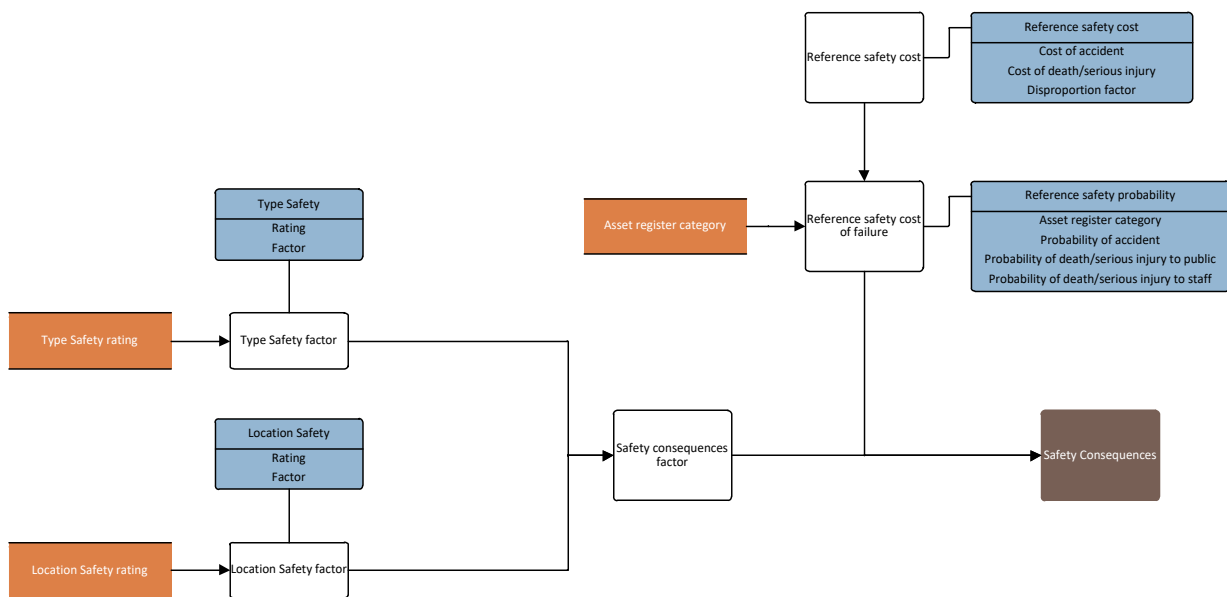 Reference safety cost
Reference safety cost
Cost of accident
Cost of death/serious injury
Disproportion factor
Type Safety
Rating
Factor
Asset register category
Reference safety cost
of failure
Reference safety probability
Asset register category
Probability of accident
Probability of death/serious injury to public
Probability of death/serious injury to staff
Type Safety rating
Type Safety factor
Location Safety
Rating
Factor
Safety consequences
factor
Safety Consequences
Location Safety rating
Location Safety factor